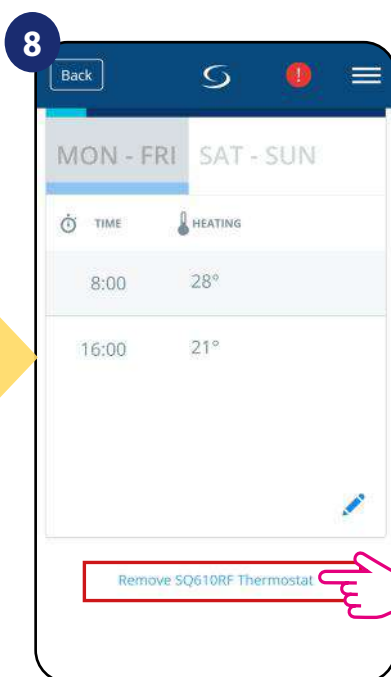 8
Back
!
MON - FRI SAT - SUN
TIME HEATING
8:00 28°
16:00 21°
Remove SQ610RF Thermostat